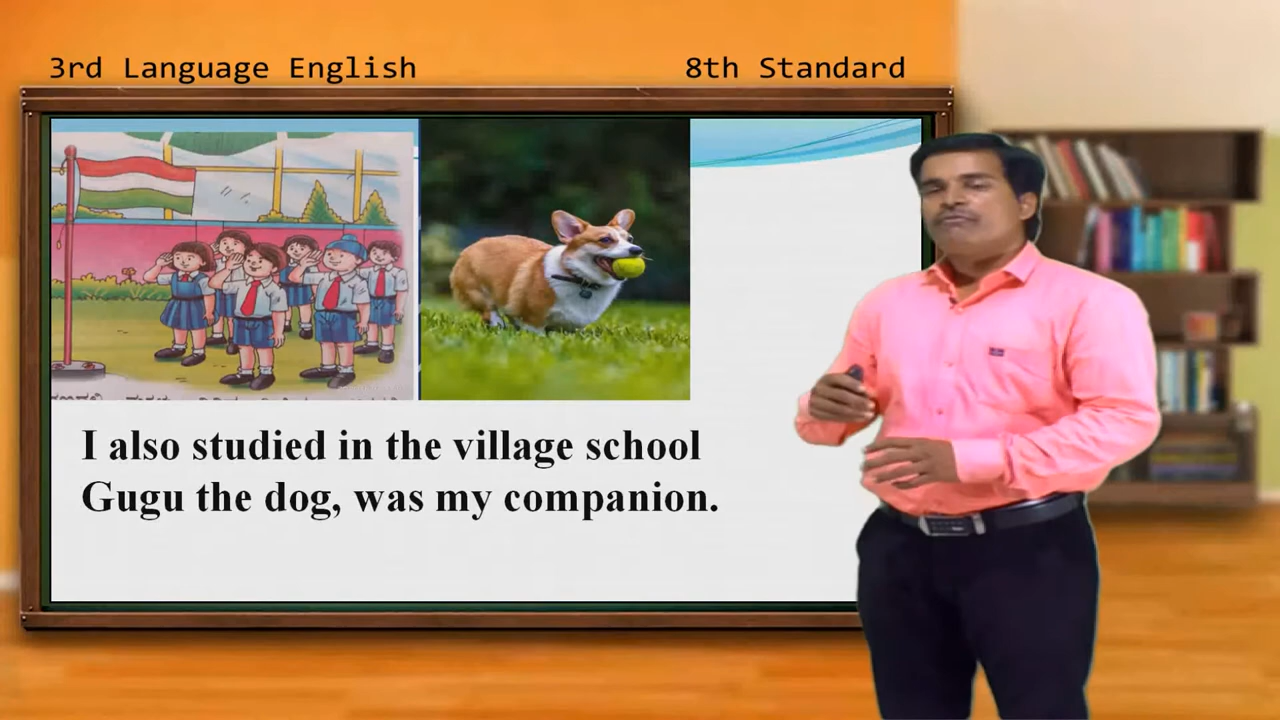 3rd Language English
8th Standard
I also studied in the village school
Gugu the dog, was my companion.